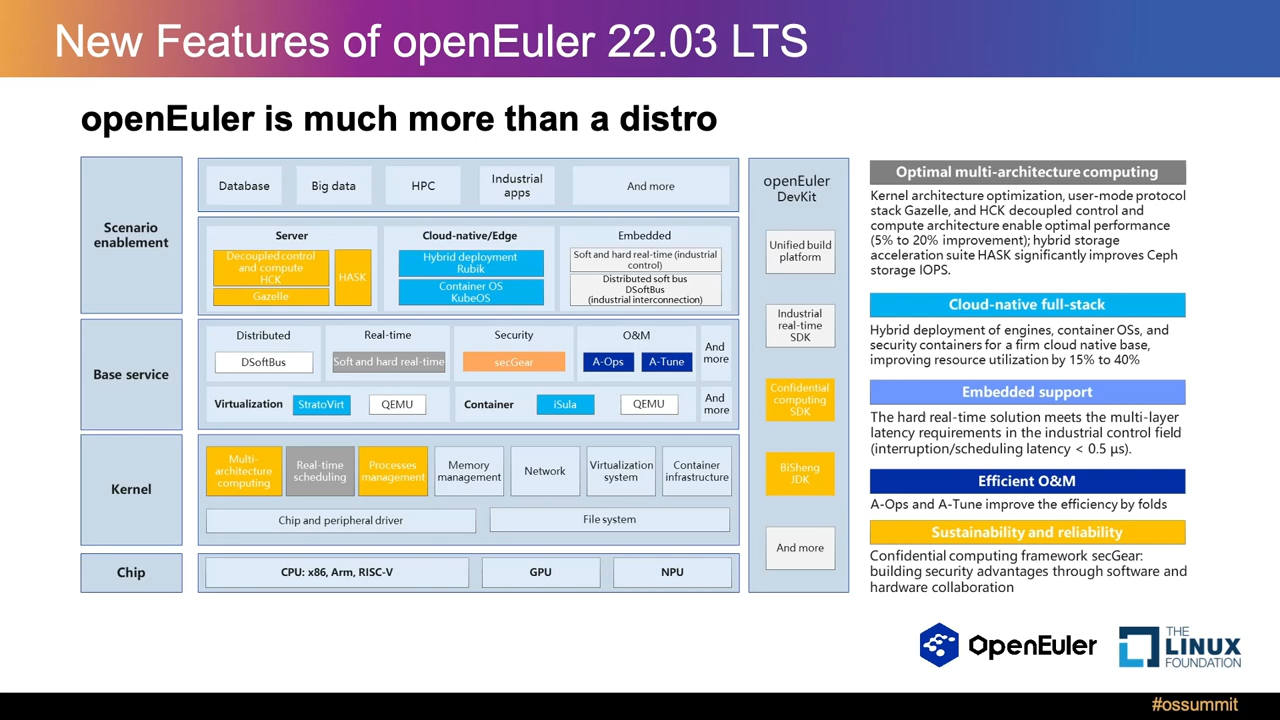 New Features of openEuler 22.03 LTS
openEuler is much more than a distro
Scenario
enablement
Database
Big data
HPC
Industrial
apps
And more
Server
Decoupled control
and compute
HCK
Gazelle
HASK
Cloud-native/Edge
Hybrid deployment
Rubik
Container OS
KubeOS
Embedded
Soft and hard real-time (industrial
control)
Distributed soft bus
DSoftBus
(industrial interconnection)
Base service
Distributed
DSoftBus
Real-time
Soft and hard real-time
Security
secGear
O&M
A-Ops
A-Tune
And
more
Virtualization
StratoVirt
QEMU
Container
iSula
QEMU
And
more
Kernel
Multi-
architecture
computing
Real-time
scheduling
Processes
management
Memory
management
Network
Virtualization
system
Container
infrastructure
Chip and peripheral driver
File system
Chip
CPU: x86, Arm, RISC-V
GPU
NPU
openEuler
DevKit
Unified build
platform
Industrial
real-time
SDK
Confidential
computing
SDK
BiSheng
JDK
And more
Optimal multi-architecture computing
Kernel architecture optimization, user-mode protocol
stack Gazelle, and HCK decoupled control and
compute architecture enable optimal performance
(5% to 20% improvement); hybrid storage
acceleration suite HASK significantly improves Ceph
storage IOPS.
Cloud-native full-stack
Hybrid deployment of engines, container OSs, and
security containers for a firm cloud native base,
improving resource utilization by 15% to 40%
Embedded support
The hard real-time solution meets the multi-layer
latency requirements in the industrial control field
(interruption/scheduling latency < 0.5 μs).
Efficient O&M
A-Ops and A-Tune improve the efficiency by folds
Sustainability and reliability
Confidential computing framework secGear:
building security advantages through software and
hardware collaboration
OpenEuler
THE
LINUX
FOUNDATION
#ossummit